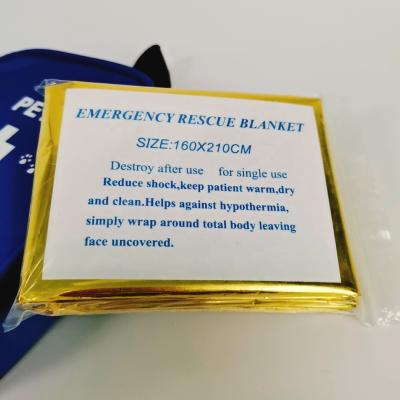 PE
EMERGENCY RESCUE BLANKET
SIZE:160X210CM
Destroy after use for single use
Reduce shock,keep patient warm,dry
and clean.Helps against hypothermia,
simply wrap around total body leaving
face uncovered.